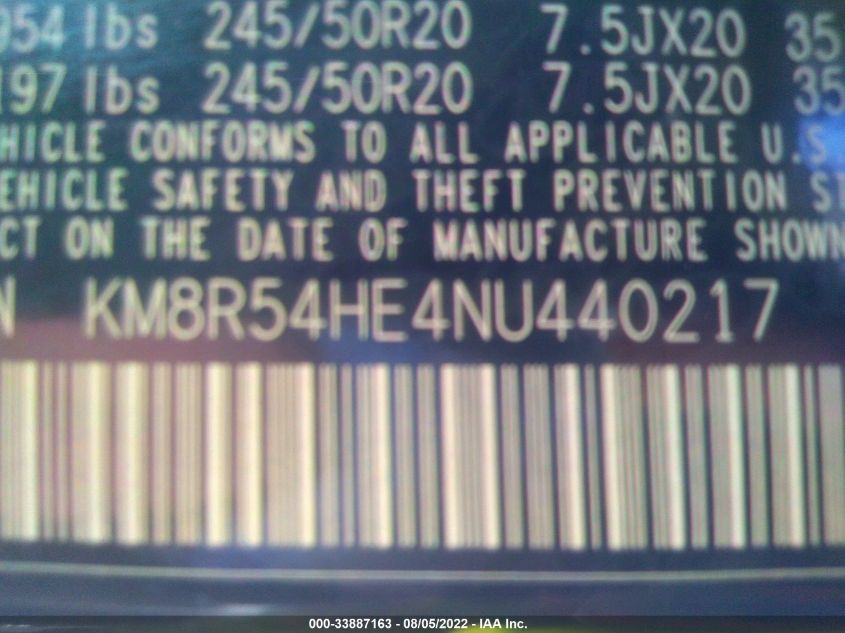 954 lbs 245/50R20 7.5JX20 35
197 lbs 245/50R20 7.5JX20 35
HICLE CONFORMS TO ALL APPLICABLE U.S
EHICLE SAFETY AND THEFT PREVENTION ST
CT ON THE DATE OF MANUFACTURE SHOWN
N KM8R54HE4NU440217
000-33887163 - 08/05/2022 - IAA Inc.